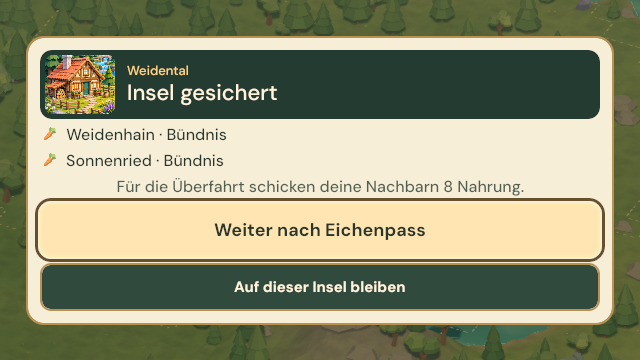 Weidental
Insel gesichert
Weidenhain · Bündnis
Sonnenried · Bündnis
Für die Überfahrt schicken deine Nachbarn 8 Nahrung.
Weiter nach Eichenpass
Auf dieser Insel bleiben